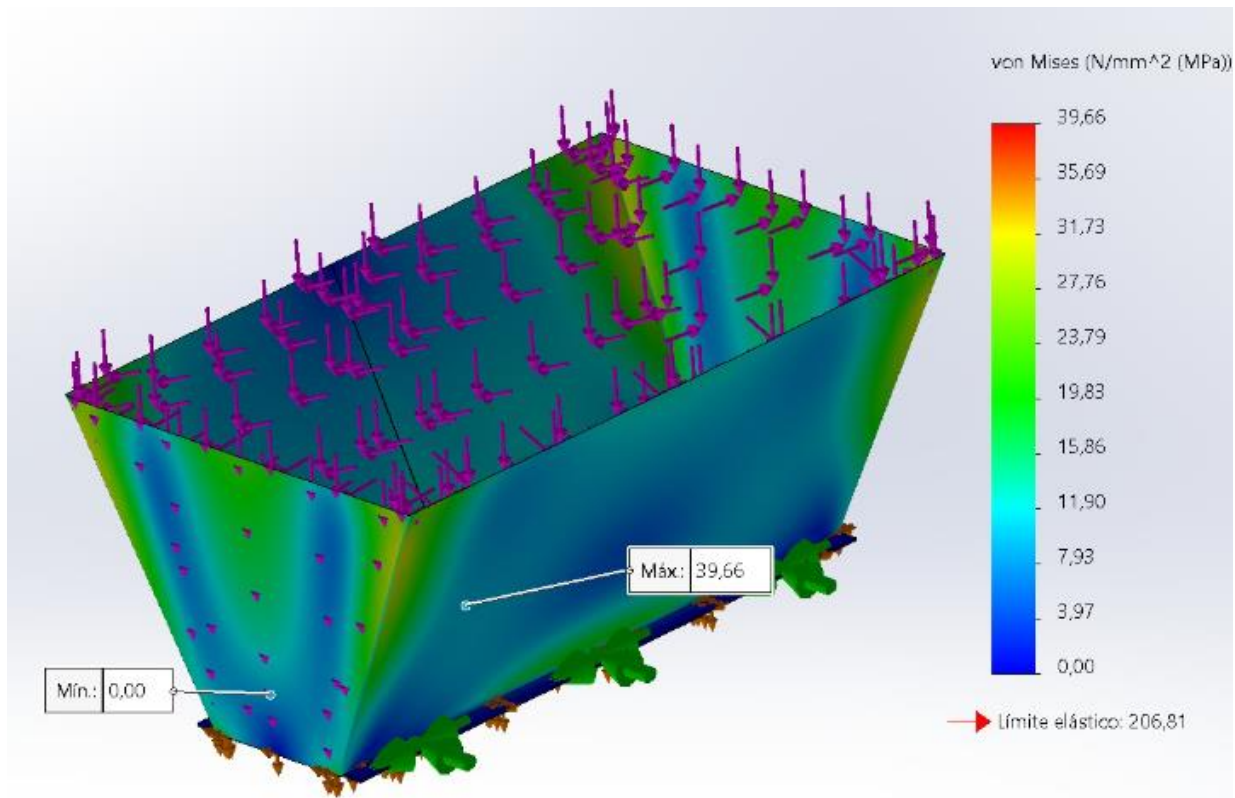 von Mises (N/mm^2 (MPa))
39,66
35,69
31,73
27,76
23,79
19,83
15,86
11,90
7,93
3,97
0,00
Límite elástico: 206,81
Máx.: 39,66
Mín.: 0,00